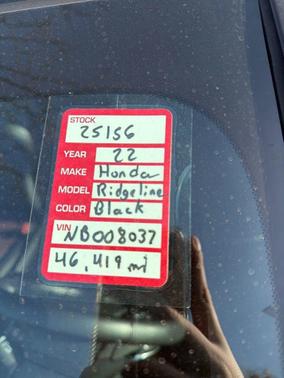 STOCK
25156
YEAR 22
MAKE Honda
MODEL Ridgeline
COLOR Black
VIN NB008037
46,419 mi